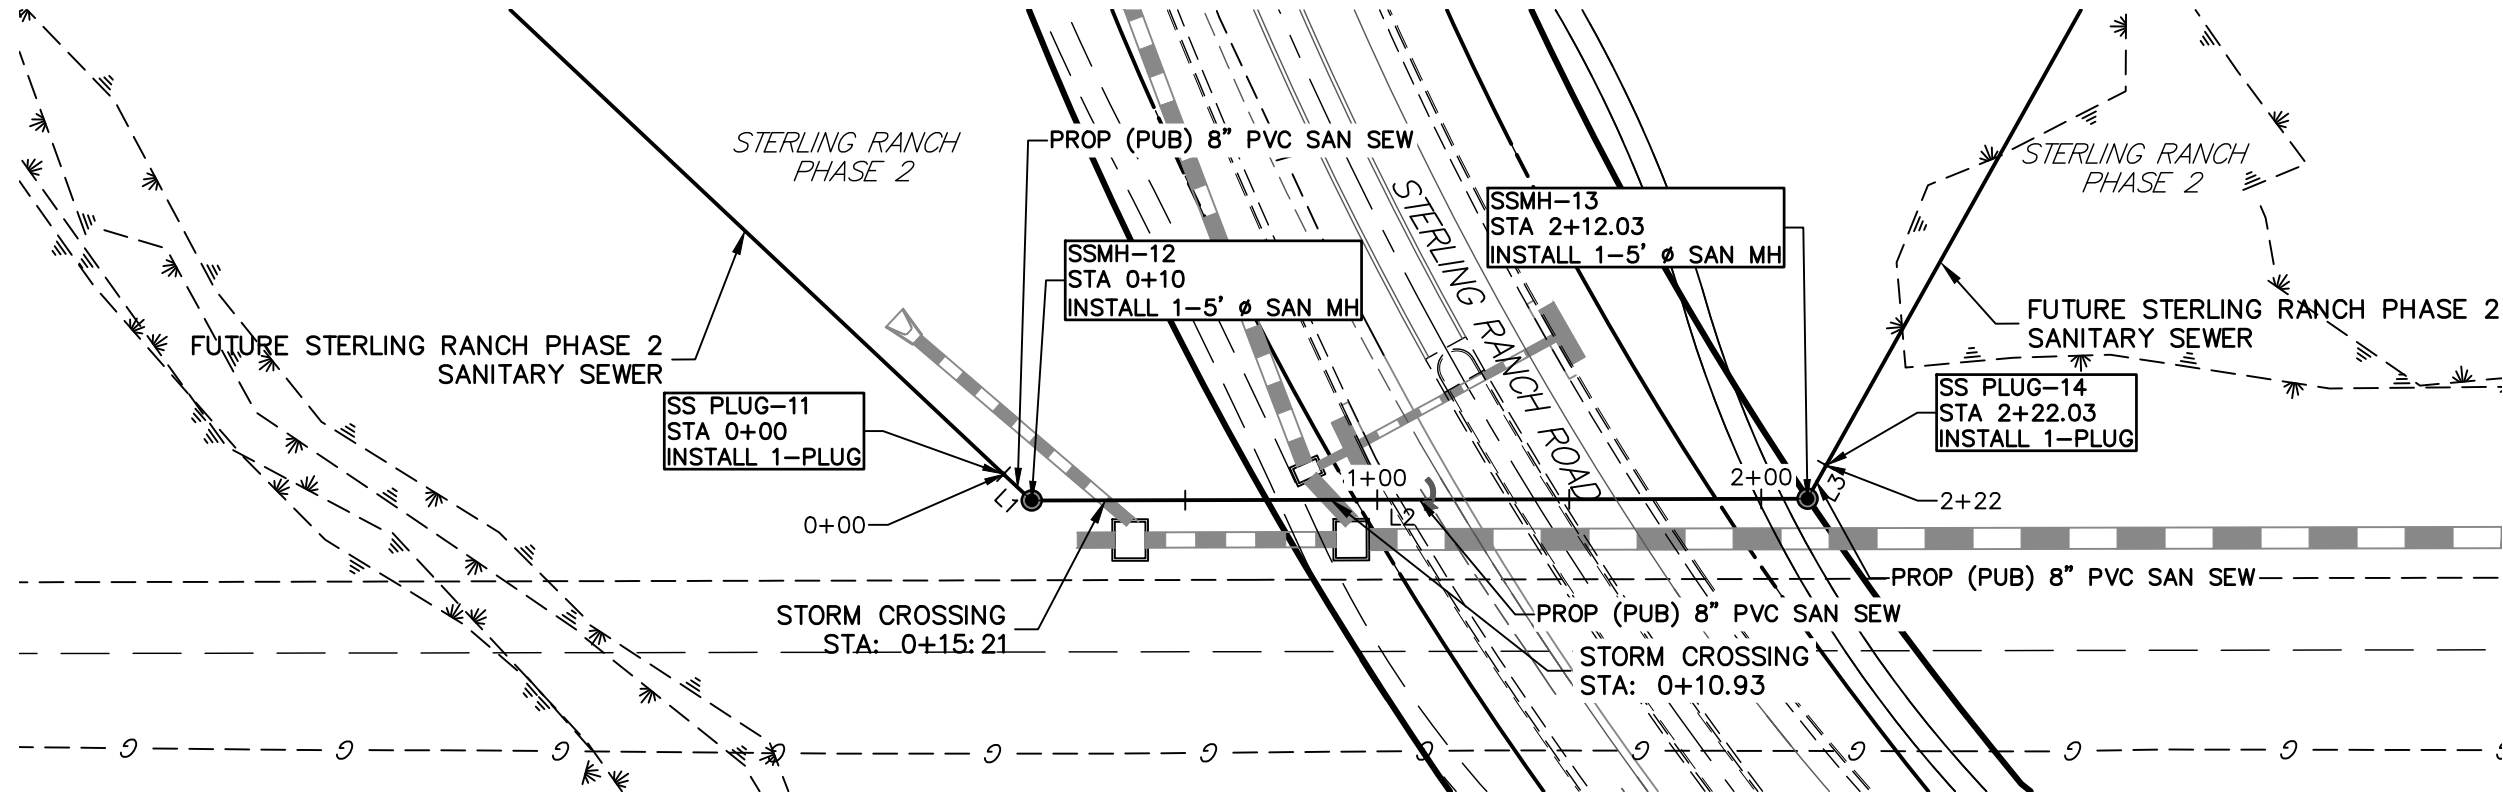 STERLING RANCH
PHASE 2
PROP (PUB) 8" PVC SAN SEW
SSMH-12
STA 0+10
INSTALL 1-5' ø SAN MH
SSMH-13
STA 2+12.03
INSTALL 1-5' ø SAN MH
STERLING RANCH
PHASE 2
STERLING RANCH ROAD
FUTURE STERLING RANCH PHASE 2
SANITARY SEWER
FUTURE STERLING RANCH PHASE 2
SANITARY SEWER
SS PLUG-11
STA 0+00
INSTALL 1-PLUG
SS PLUG-14
STA 2+22.03
INSTALL 1-PLUG
0+00
L1
1+00
L2
2+00
L3
2+22
PROP (PUB) 8" PVC SAN SEW
PROP (PUB) 8" PVC SAN SEW
STORM CROSSING
STA: 0+15:21
STORM CROSSING
STA: 0+10.93
G G G G G G G G G G G G